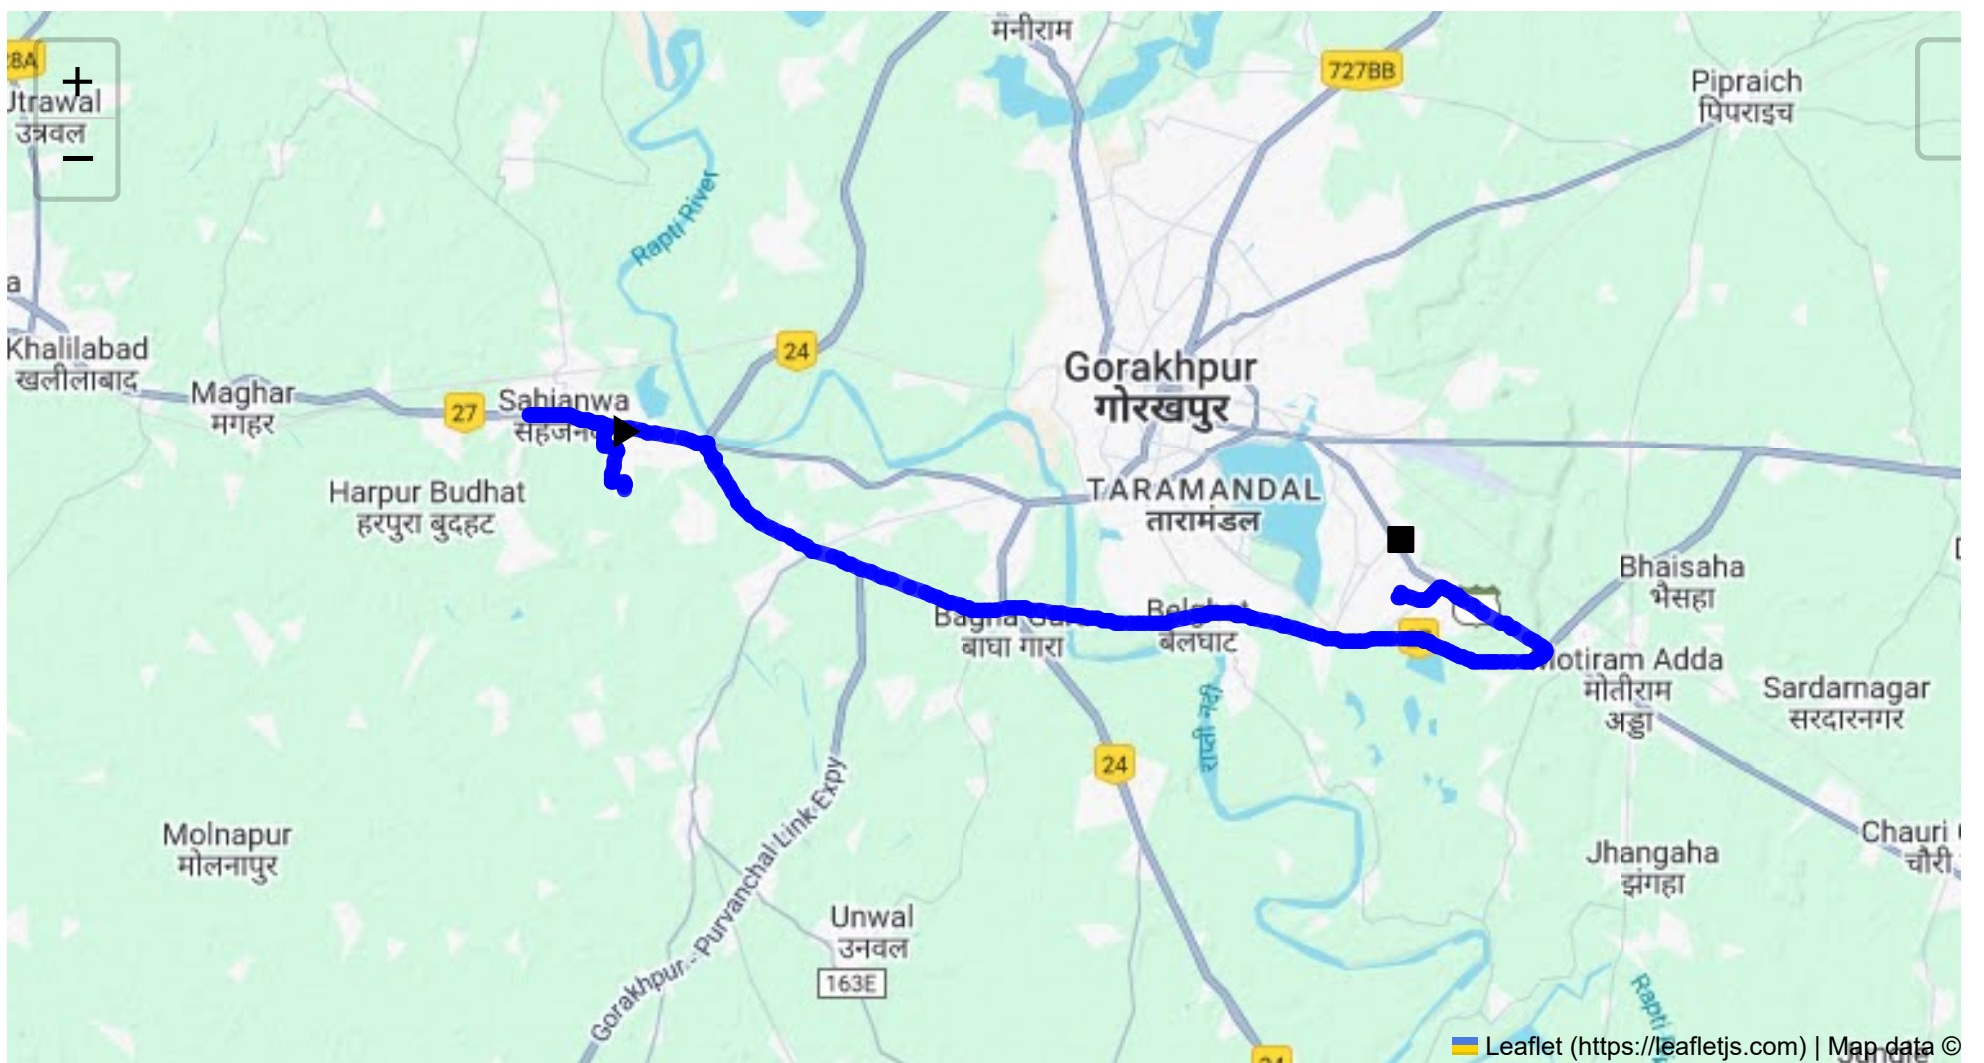 मनीराम
28A
727BB
Pipraich
पिपराइच
+
Utrawal
उत्रवल
−
Rapti River
a
24
Khalilabad
खलीलाबाद
Maghar
मगहर
27
Sahjanwa
Gorakhpur
गोरखपुर
Harpur Budhat
हरपुरा बुदहट
TARAMANDAL
तारामंडल
Bhaisaha
भैसहा
बाघा गारा
बेलघाट
Motiram Adda
मोतीराम
अड्डा
Sardarnagar
सरदारनगर
राप्ती नदी
24
Gorakhpur - Purvanchal Link Expy
Molnapur
मोलनापुर
Chauri
चौरी
Jhangaha
झंगहा
Unwal
उनवल
163E
Rapti
24
Leaflet (https://leafletjs.com) | Map data ©